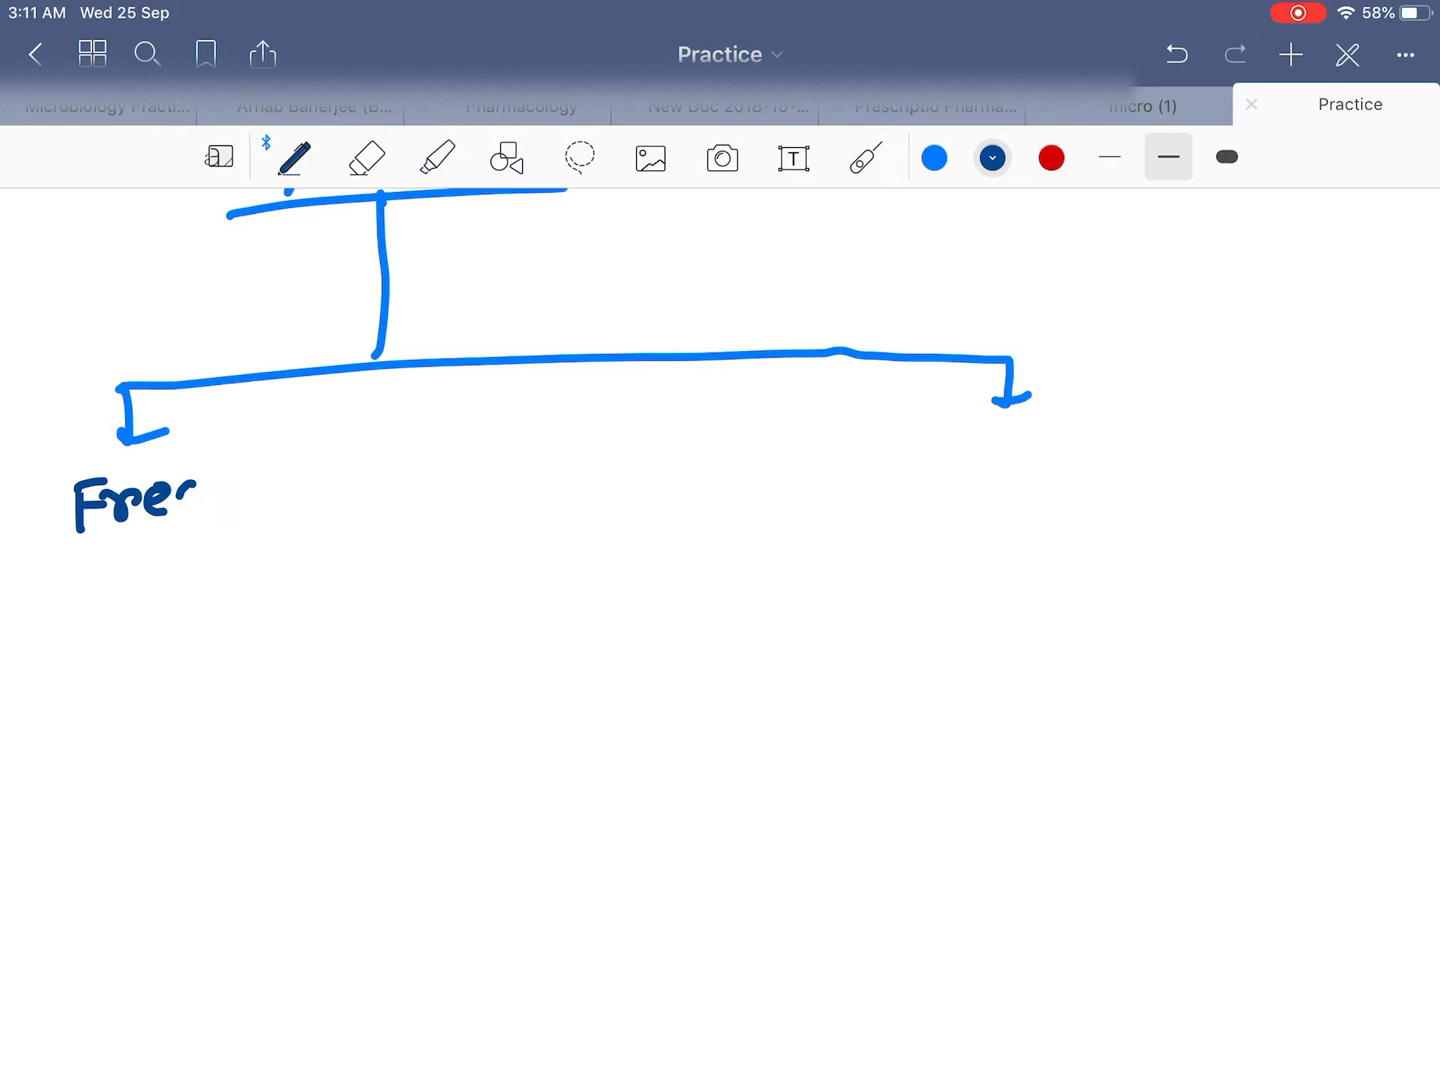 3:11 AM Wed 25 Sep 58%
Practice
Microbiology Practi... Arnab Banerjee (B... Pharmacology New Doc 2018-10-... Prescriptio Pharma... micro (1) Practice
a T
Frer